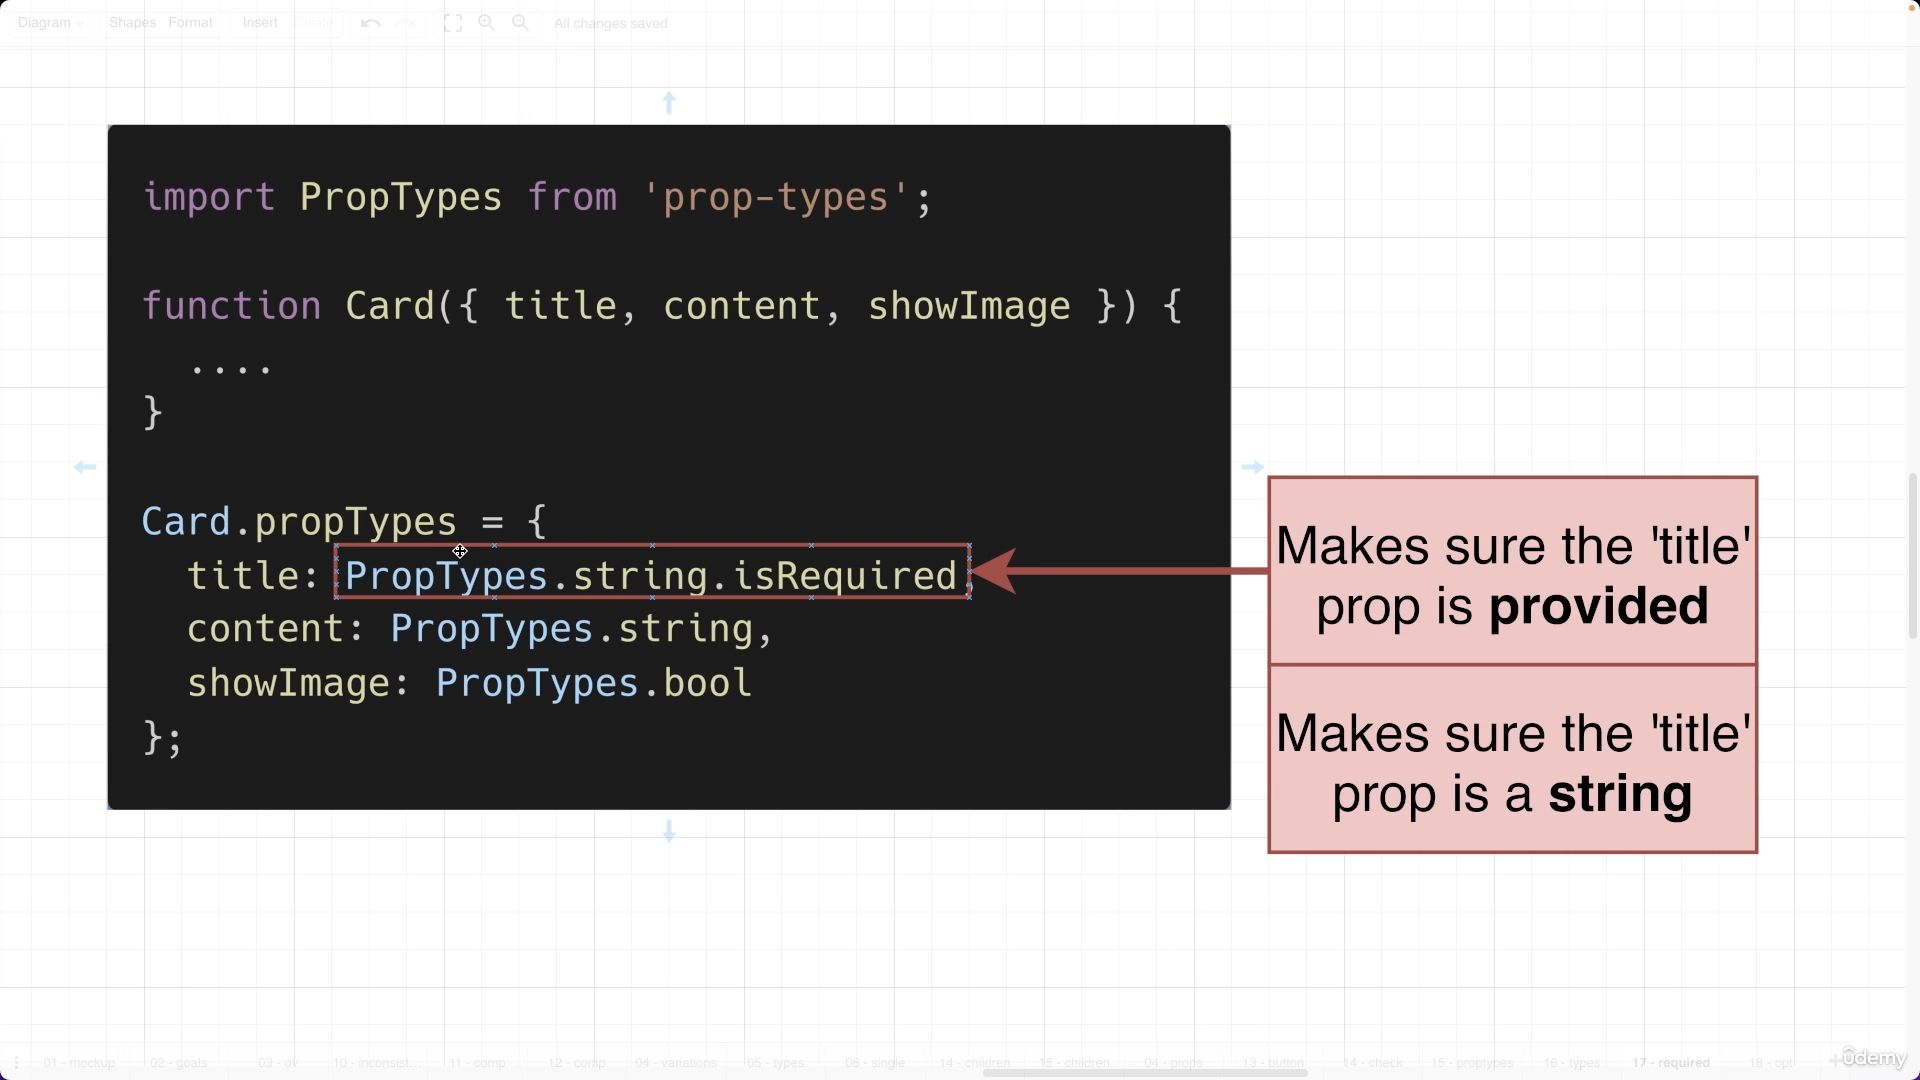 Diagram Shapes Format Insert Delete All changes saved
import PropTypes from 'prop-types';
function Card({ title, content, showImage }) {
....
}
Card.propTypes = {
title: PropTypes.string.isRequired,
content: PropTypes.string,
showImage: PropTypes.bool
};
Makes sure the 'title'
prop is provided
Makes sure the 'title'
prop is a string
01 - mockup 02 - goals 03 - ov 10 - inconsist... 11 - comp 12 - comp 04 - variations 05 - types 06 - single 14 - children 15 - children 04 - props 13 - button 14 - check 15 - proptypes 16 - types 17 - required 18 - opt
ûdemy